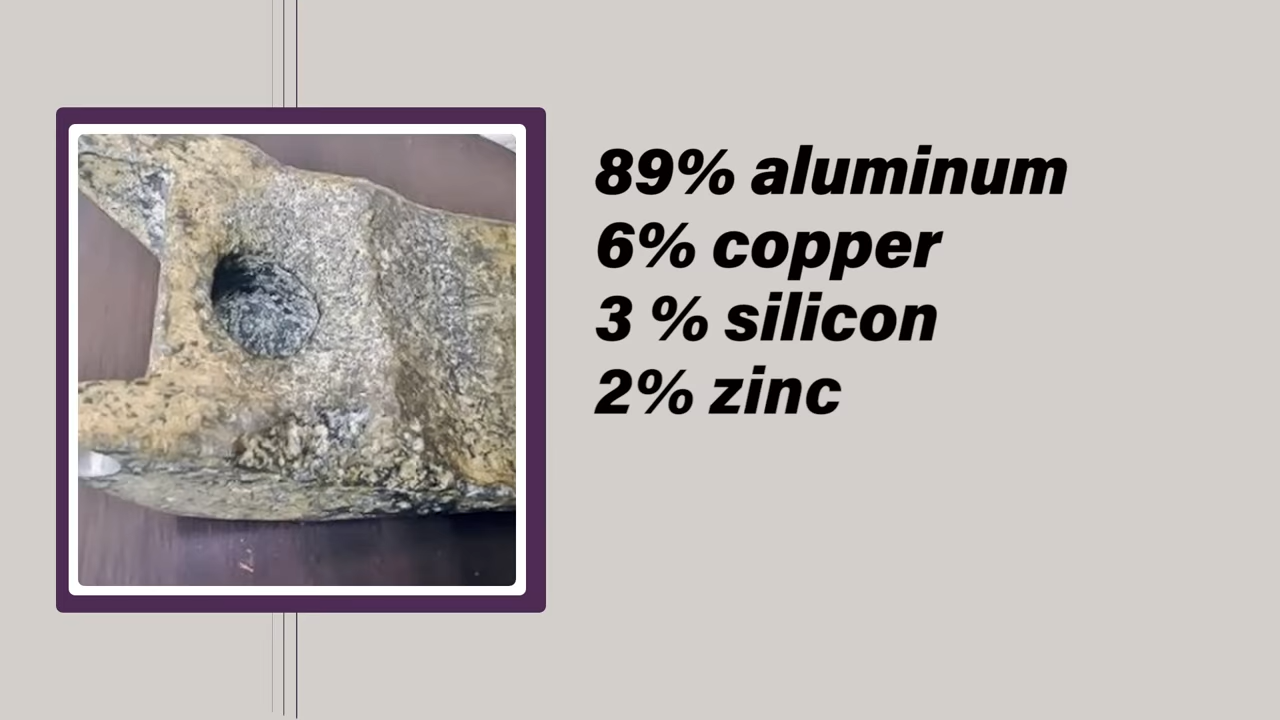 89% aluminum
6% copper
3 % silicon
2% zinc